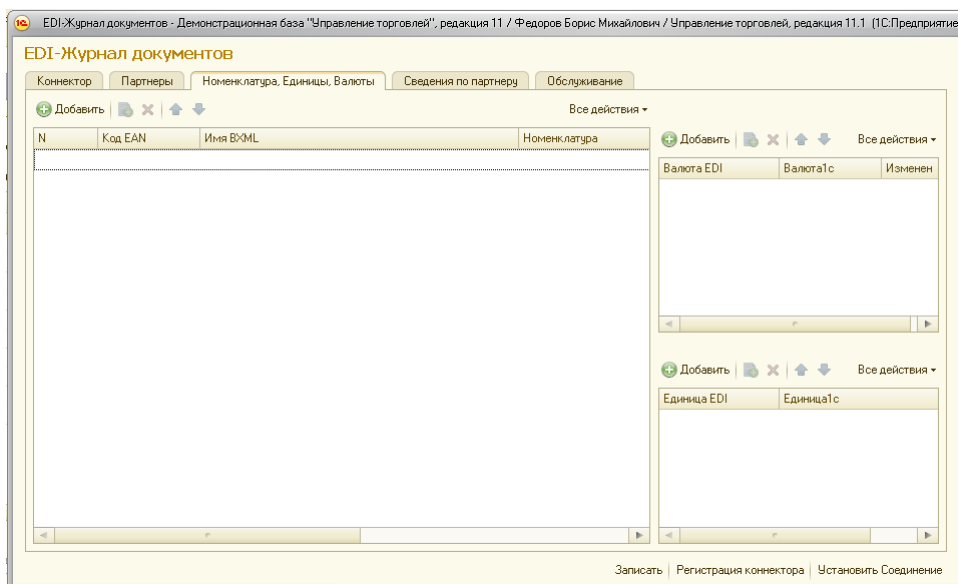 EDI-Журнал документов - Демонстрационная база "Управление торговлей", редакция 11 / Федоров Борис Михайлович / Управление торговлей, редакция 11.1 (1С:Предприятие
EDI-Журнал документов
Коннектор Партнеры Номенклатура, Единицы, Валюты Сведения по партнеру Обслуживание
Добавить Все действия
N Код EAN Имя BXML Номенклатура
Добавить Все действия
Валюта EDI Валюта1с Изменен
Добавить Все действия
Единица EDI Единица1с
Записать Регистрация коннектора Установить Соединение